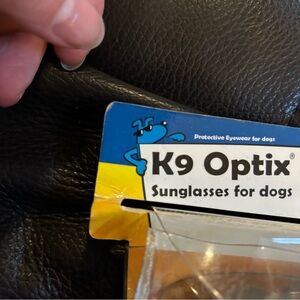 Protective Eyewear for dogs
K9 Optix®
Sunglasses for dogs